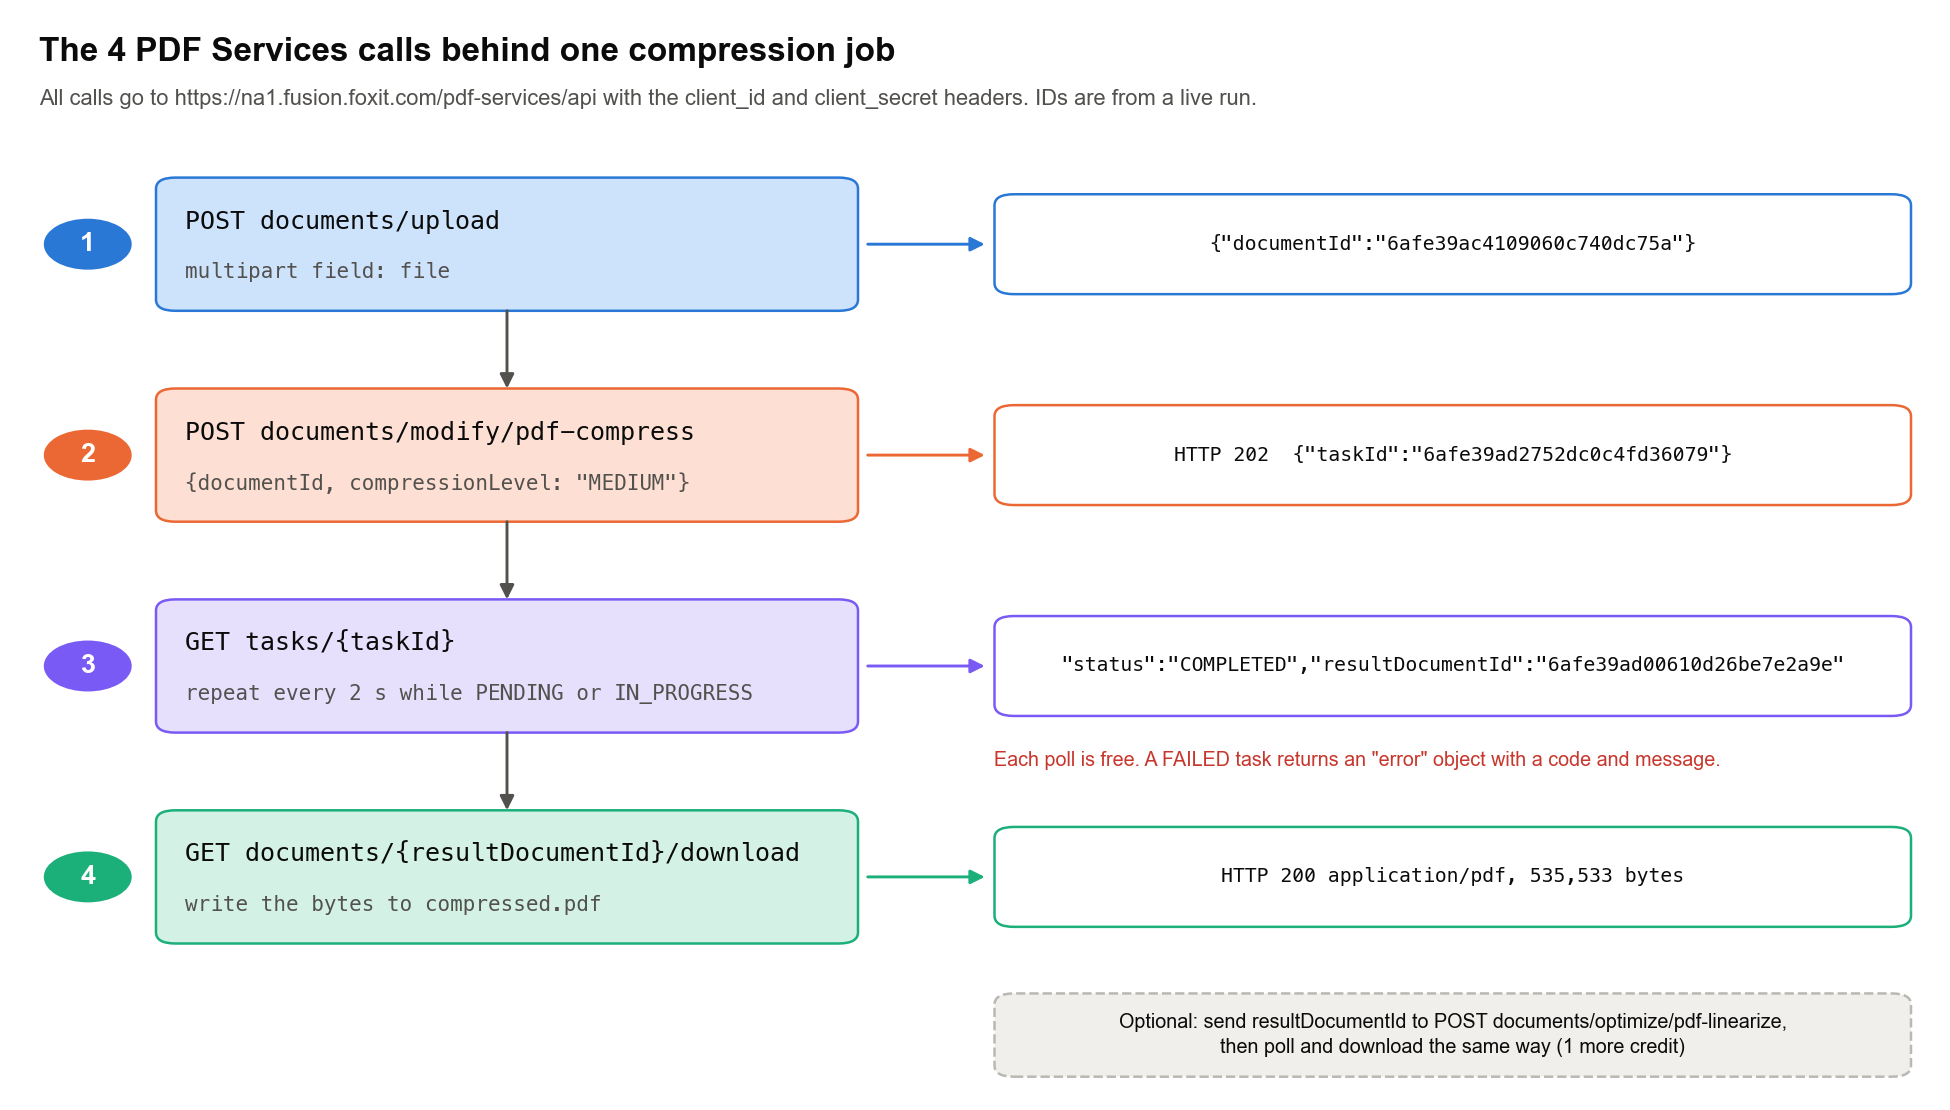 The 4 PDF Services calls behind one compression job
All calls go to https://na1.fusion.foxit.com/pdf-services/api with the client_id and client_secret headers. IDs are from a live run.
1
POST documents/upload
multipart field: file
{"documentId":"6afe39ac4109060c740dc75a"}
2
POST documents/modify/pdf−compress
{documentId, compressionLevel: "MEDIUM"}
HTTP 202  {"taskId":"6afe39ad2752dc0c4fd36079"}
3
GET tasks/{taskId}
repeat every 2 s while PENDING or IN_PROGRESS
"status":"COMPLETED","resultDocumentId":"6afe39ad00610d26be7e2a9e"
Each poll is free. A FAILED task returns an "error" object with a code and message.
4
GET documents/{resultDocumentId}/download
write the bytes to compressed.pdf
HTTP 200 application/pdf, 535,533 bytes
Optional: send resultDocumentId to POST documents/optimize/pdf-linearize,
then poll and download the same way (1 more credit)